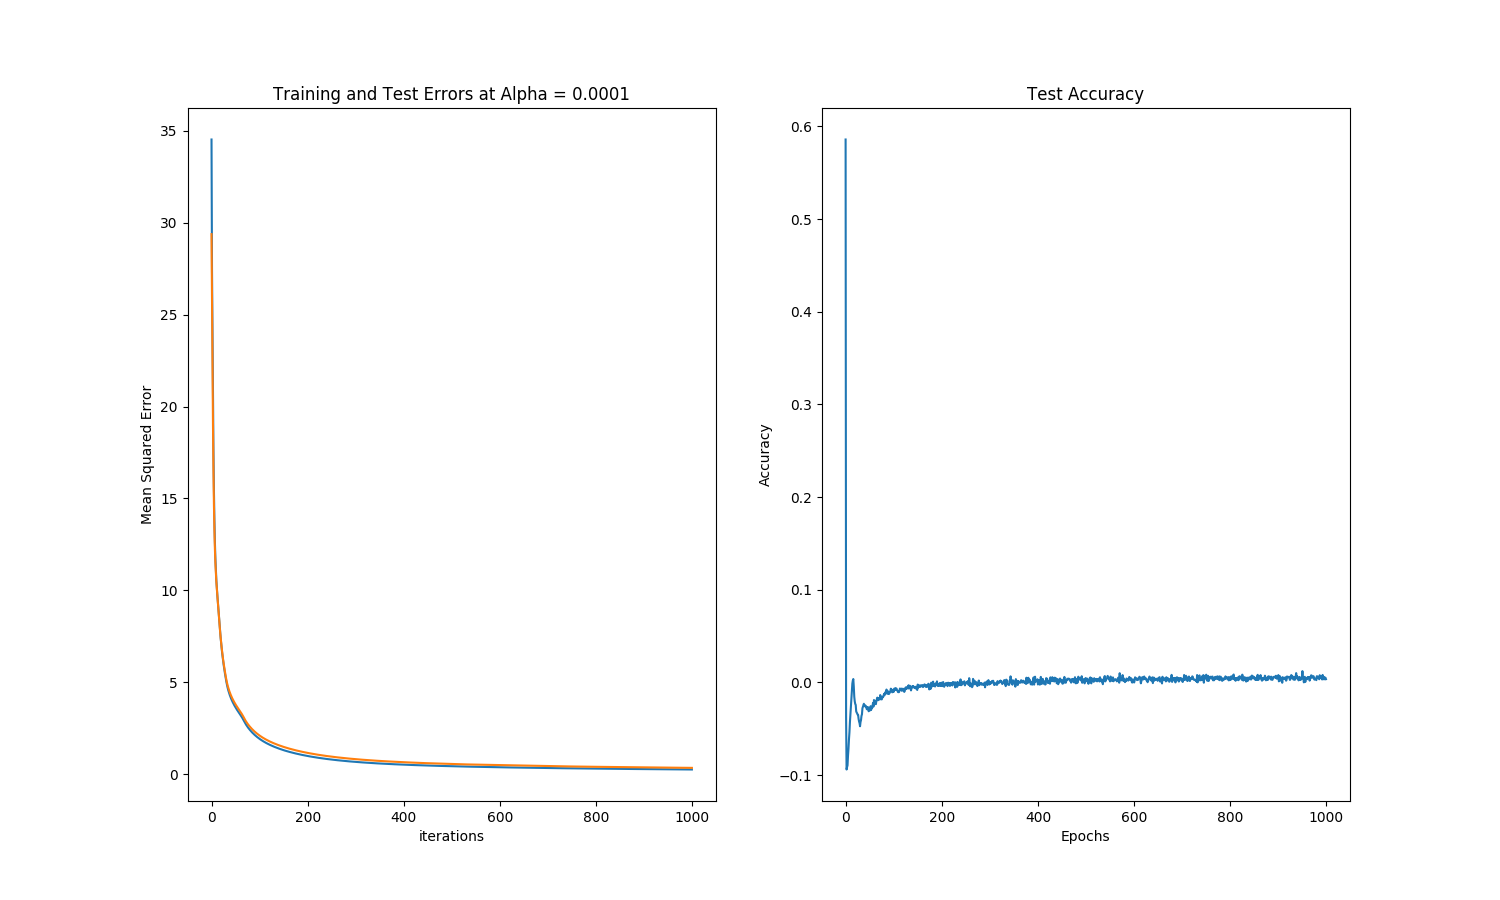 Training and Test Errors at Alpha = 0.0001
35
30
25
20
15
10
5
0
Mean Squared Error
0 200 400 600 800 1000
iterations
Test Accuracy
0.6
0.5
0.4
0.3
0.2
0.1
0.0
−0.1
Accuracy
0 200 400 600 800 1000
Epochs